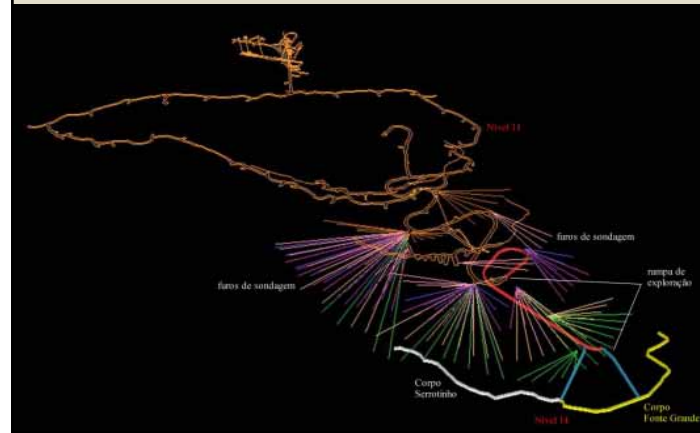 Nível 11
furos de sondagem
furos de sondagem
rampa de
exploração
Corpo
Serrotinho
Corpo
Fonte Grande
Nível 14